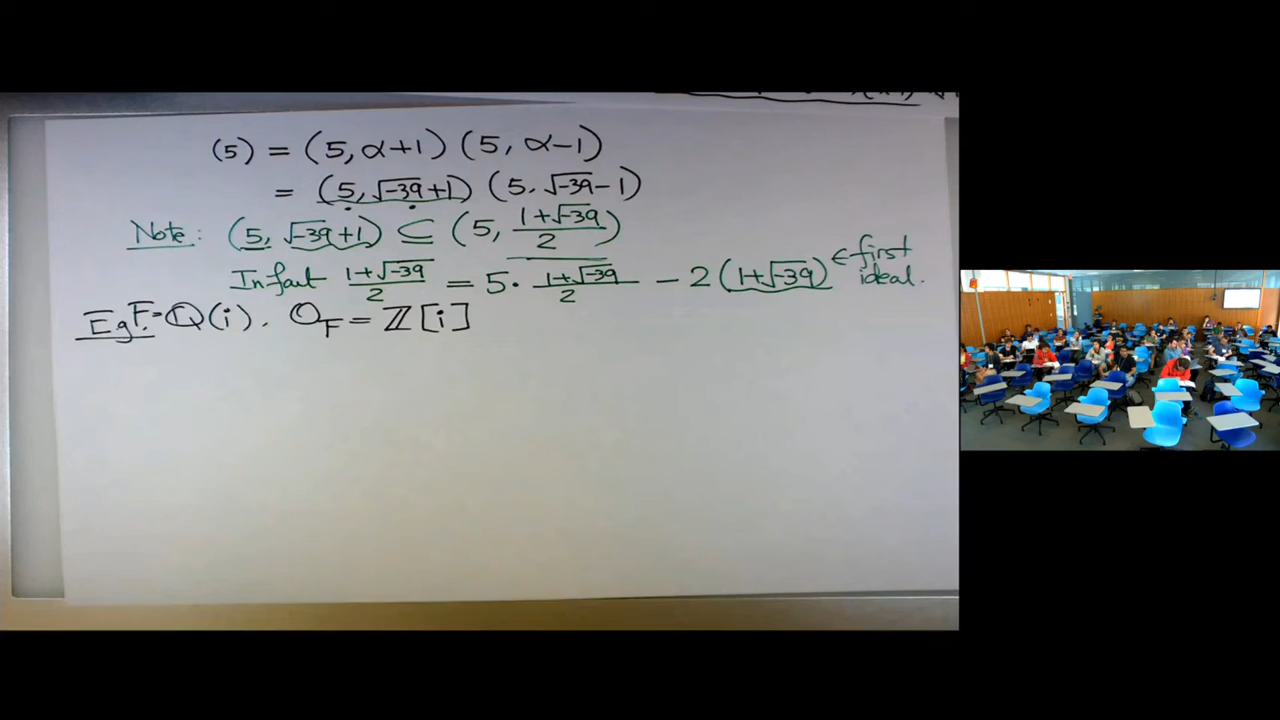 (5) = (5, α+1) (5, α−1)
= (5, √-39+1) (5. √-39−1)
Note: (5, √-39+1) ⊆ (5, 1+√-39/2)
In fact 1+√-39/2 = 5· 1+√-39/2 − 2(1+√-39) ∈ first ideal.
Eg F=ℚ(i). O_F = ℤ[i]